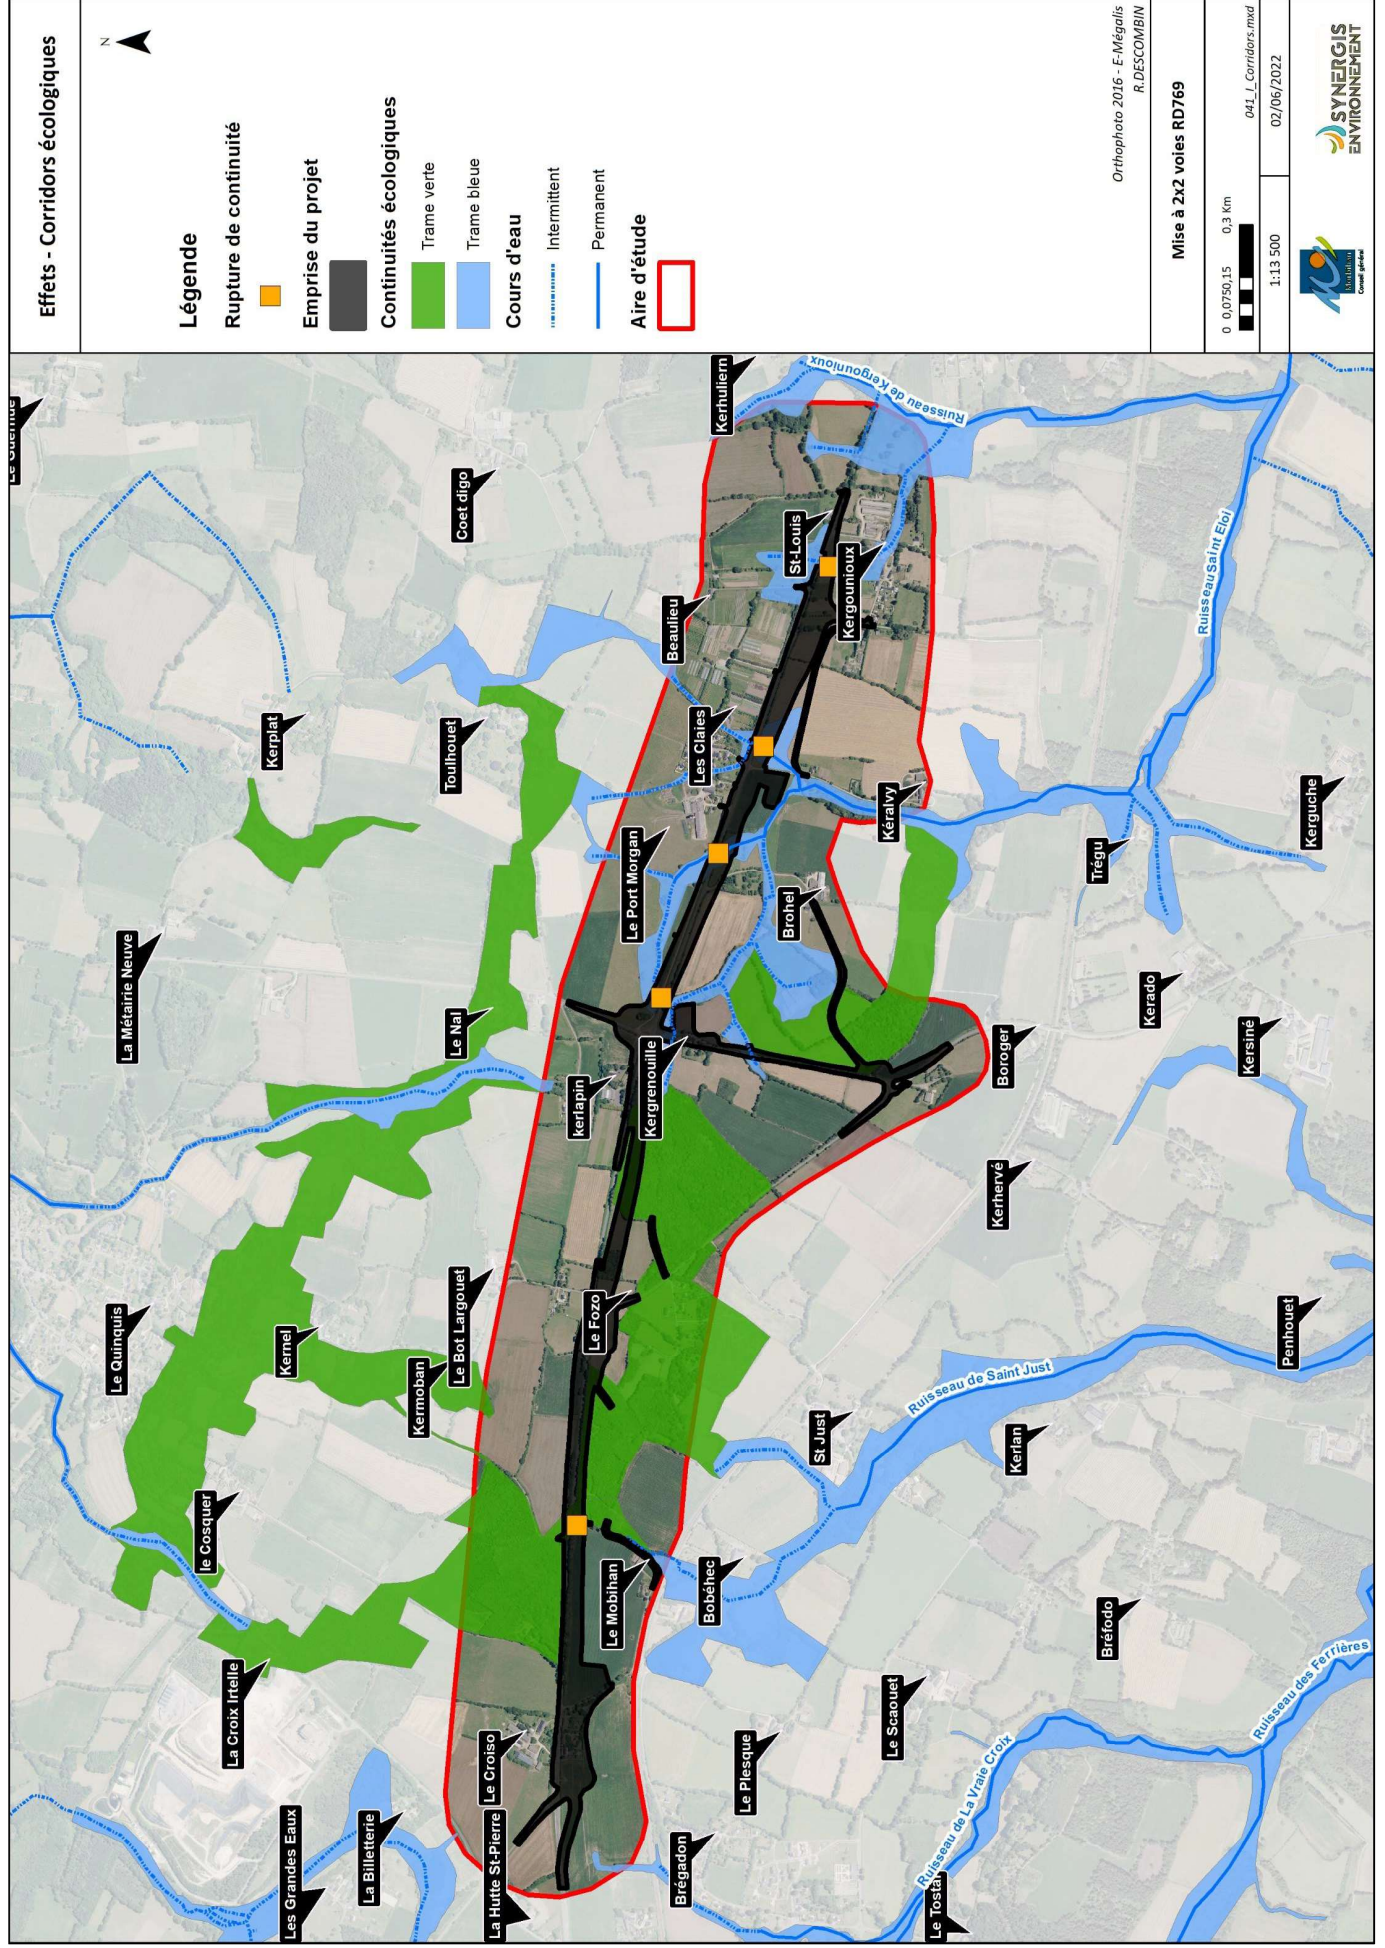 Effets - Corridors écologiques
N
Légende
Rupture de continuité
Emprise du projet
Continuités écologiques
Trame verte
Trame bleue
Cours d'eau
Intermittent
Permanent
Aire d'étude
Orthophoto 2016 - E-Mégalis
R.DESCOMBIN
Mise à 2x2 voies RD769
0 0,0750,15 0,3 Km
041_I_Corridors.mxd
1:13 500
02/06/2022
Morbihan
Conseil général
SYNERGIS
ENVIRONNEMENT
Kerhuliern
Ruisseau de Kergounioux
Coet digo
St-Louis
Kergounioux
Ruisseau Saint Eloi
Beaulieu
Kerplat
Toulhouet
Les Claies
Kéralvy
Kerguche
Trégu
Le Port Morgan
Brohel
La Métairie Neuve
Le Nal
Kerado
Kersiné
Boroger
kerlapin
Kergrenouille
Kerhervé
Le Quinquis
Kernel
Le Bot Largouet
Kermoban
Le Fozo
Penhouet
Ruisseau de Saint Just
St Just
Kerlan
le Cosquer
Le Mobihan
Bobéhec
Bréfodo
La Croix Irtelle
Le Croiso
Le Plesque
Le Scaouet
Ruisseau des Ferrières
Ruisseau de La Vraie Croix
Les Grandes Eaux
La Billetterie
La Hutte St-Pierre
Brégadon